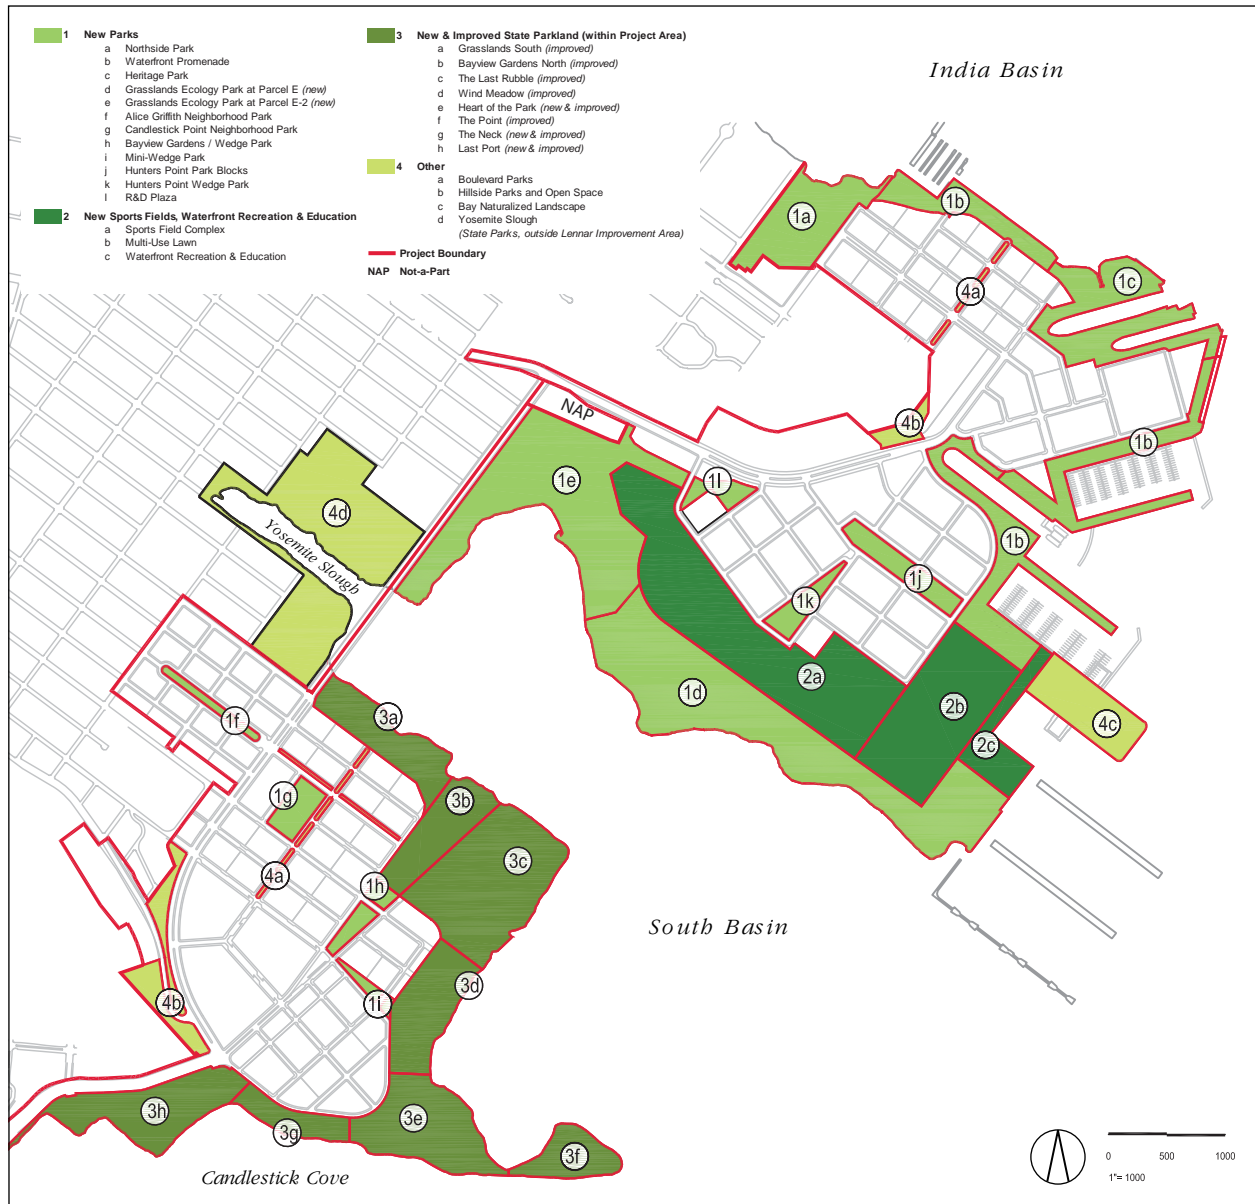 1 New Parks
a Northside Park
b Waterfront Promenade
c Heritage Park
d Grasslands Ecology Park at Parcel E (new)
e Grasslands Ecology Park at Parcel E-2 (new)
f Alice Griffith Neighborhood Park
g Candlestick Point Neighborhood Park
h Bayview Gardens / Wedge Park
i Mini-Wedge Park
j Hunters Point Park Blocks
k Hunters Point Wedge Park
l R&D Plaza
2 New Sports Fields, Waterfront Recreation & Education
a Sports Field Complex
b Multi-Use Lawn
c Waterfront Recreation & Education
3 New & Improved State Parkland (within Project Area)
a Grasslands South (improved)
b Bayview Gardens North (improved)
c The Last Rubble (improved)
d Wind Meadow (improved)
e Heart of the Park (new & improved)
f The Point (improved)
g The Neck (new & improved)
h Last Port (new & improved)
4 Other
a Boulevard Parks
b Hillside Parks and Open Space
c Bay Naturalized Landscape
d Yosemite Slough
(State Parks, outside Lennar Improvement Area)
Project Boundary
NAP Not-a-Part
India Basin
1a
1b
1c
4a
NAP
4b
1b
1e
1l
4d
Yosemite Slough
1b
1j
1k
2a
1d
2b
4c
2c
3a
1f
1g
3b
3c
4a
1h
South Basin
3d
1i
4b
3h
3g
3e
3f
Candlestick Cove
0 500 1000
1"= 1000